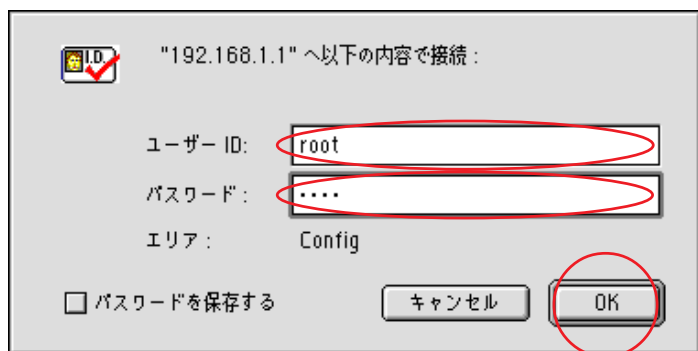 I.D.
"192.168.1.1" へ以下の内容で接続 :
ユーザー ID: root
パスワード : ････
エリア : Config
パスワードを保存する キャンセル OK